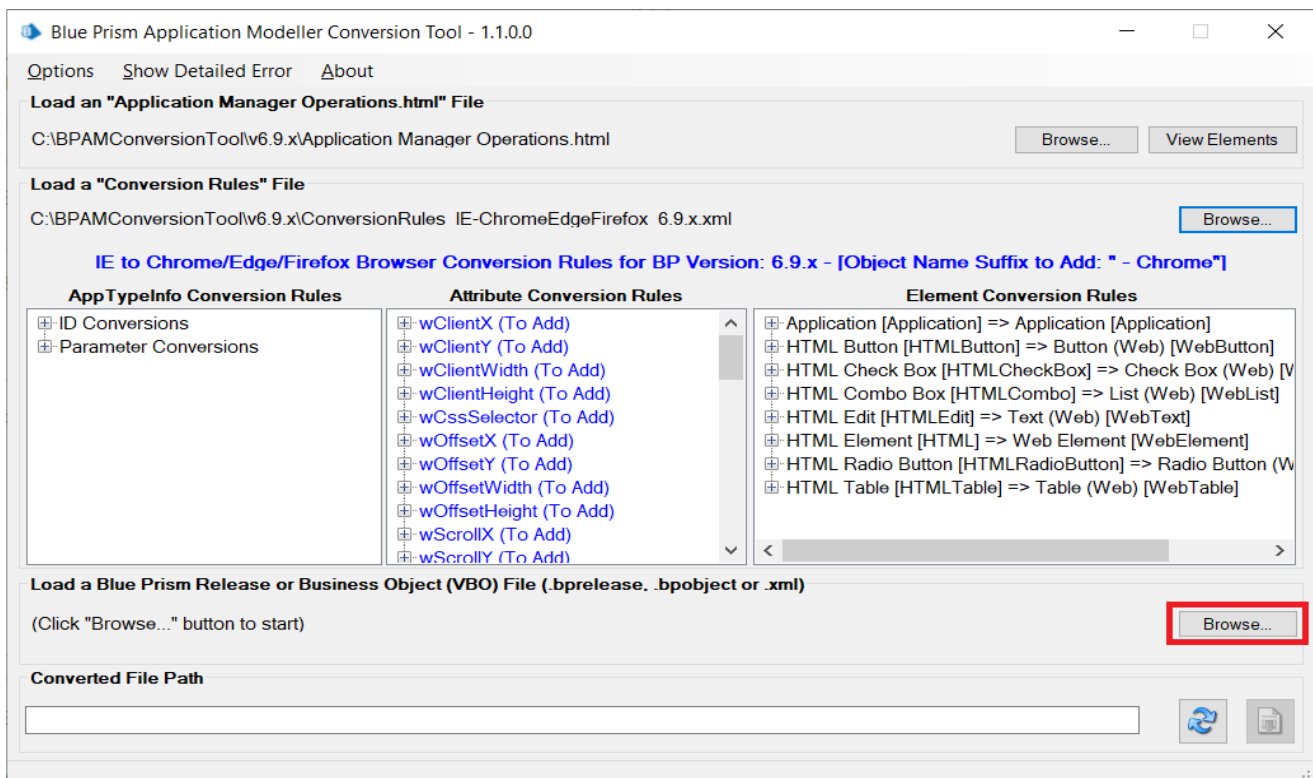 Blue Prism Application Modeller Conversion Tool - 1.1.0.0
Options Show Detailed Error About
Load an "Application Manager Operations.html" File
C:\BPAMConversionTool\v6.9.x\Application Manager Operations.html Browse... View Elements
Load a "Conversion Rules" File
C:\BPAMConversionTool\v6.9.x\ConversionRules IE-ChromeEdgeFirefox 6.9.x.xml Browse...
IE to Chrome/Edge/Firefox Browser Conversion Rules for BP Version: 6.9.x - [Object Name Suffix to Add: " - Chrome"]
AppTypeInfo Conversion Rules Attribute Conversion Rules Element Conversion Rules
ID Conversions wClientX (To Add) Application [Application] => Application [Application]
Parameter Conversions wClientY (To Add) HTML Button [HTMLButton] => Button (Web) [WebButton]
wClientWidth (To Add) HTML Check Box [HTMLCheckBox] => Check Box (Web) [W
wClientHeight (To Add) HTML Combo Box [HTMLCombo] => List (Web) [WebList]
wCssSelector (To Add) HTML Edit [HTMLEdit] => Text (Web) [WebText]
wOffsetX (To Add) HTML Element [HTML] => Web Element [WebElement]
wOffsetY (To Add) HTML Radio Button [HTMLRadioButton] => Radio Button (W
wOffsetWidth (To Add) HTML Table [HTMLTable] => Table (Web) [WebTable]
wOffsetHeight (To Add)
wScrollX (To Add)
wScrollY (To Add)
Load a Blue Prism Release or Business Object (VBO) File (.bprelease, .bpobject or .xml)
(Click "Browse..." button to start) Browse...
Converted File Path